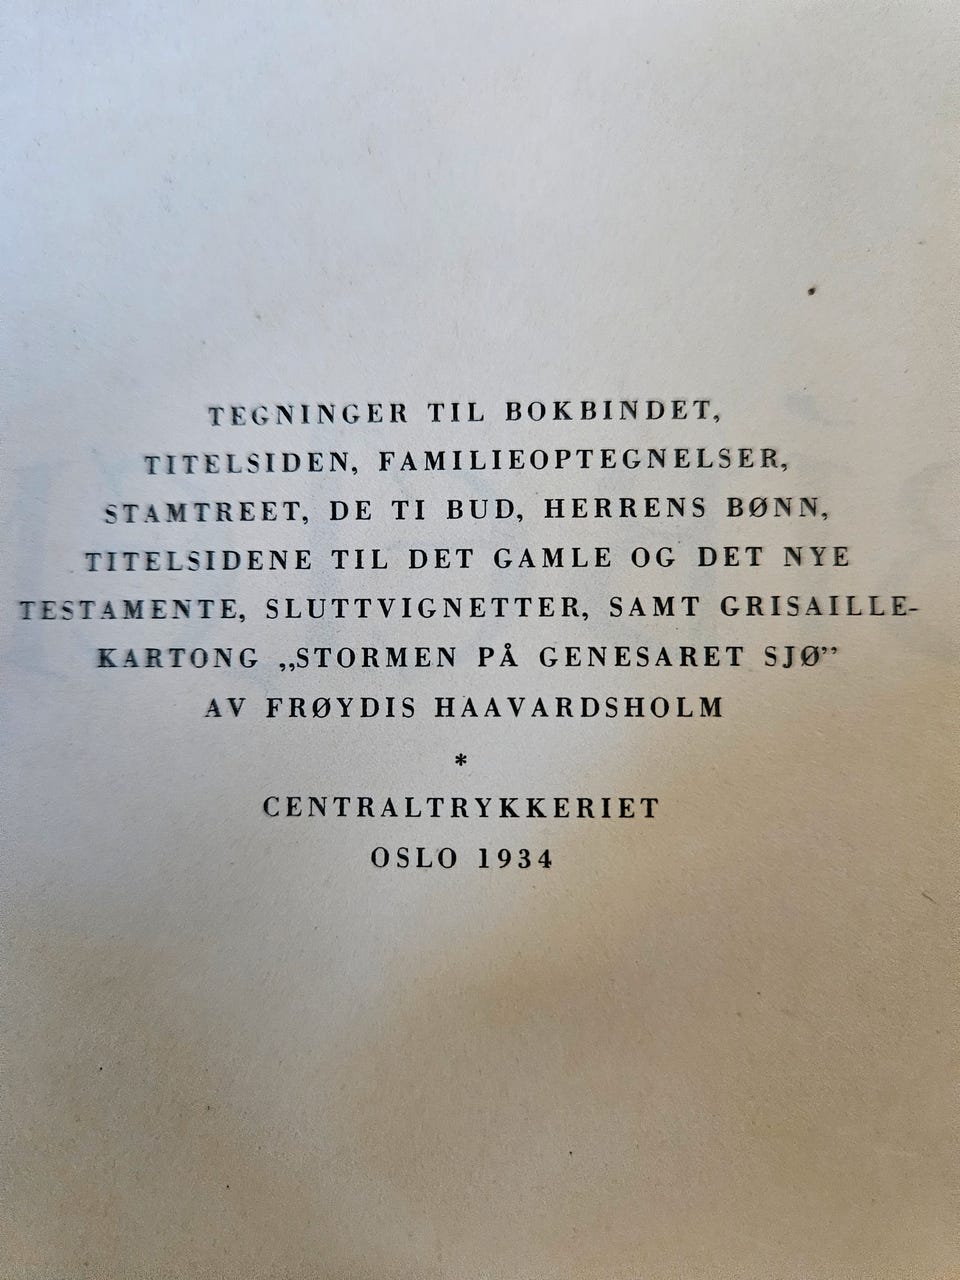 TEGNINGER TIL BOKBINDET,
TITELSIDEN, FAMILIEOPTEGNELSER,
STAMTREET, DE TI BUD, HERRENS BØNN,
TITELSIDENE TIL DET GAMLE OG DET NYE
TESTAMENTE, SLUTTVIGNETTER, SAMT GRISAILLE-
KARTONG „STORMEN PÅ GENESARET SJØ”
AV FRØYDIS HAAVARDSHOLM
*
CENTRALTRYKKERIET
OSLO 1934